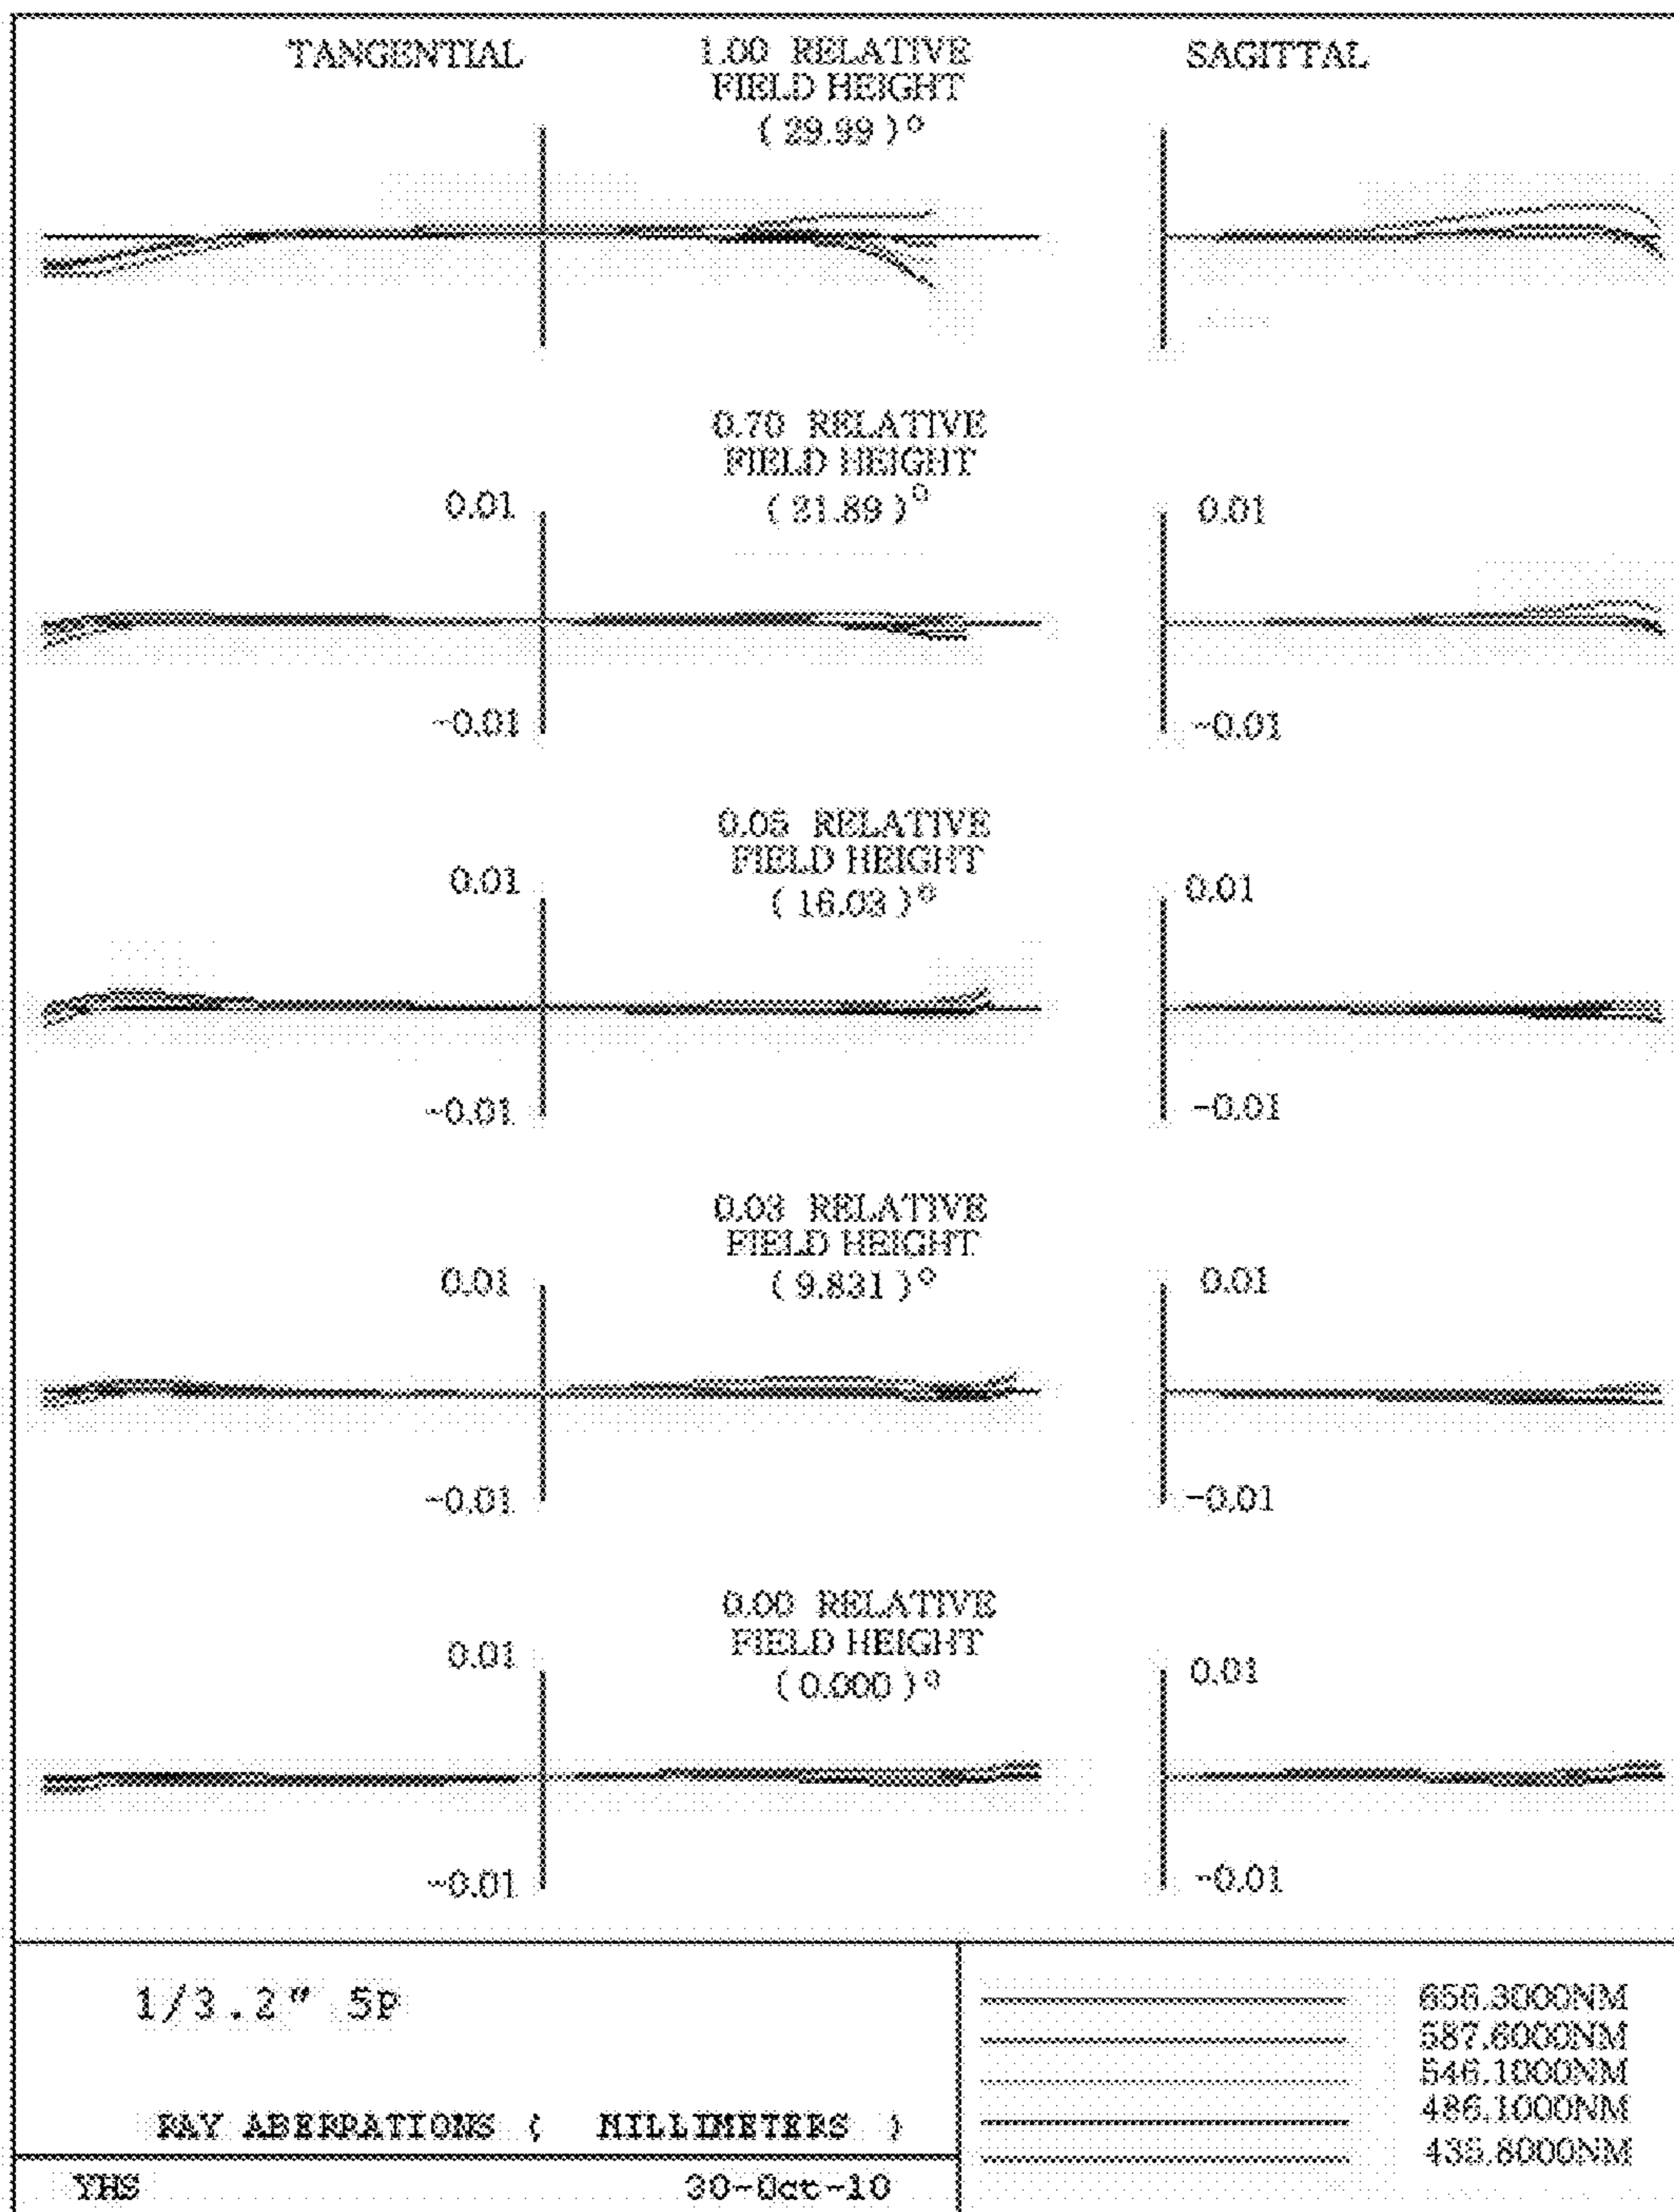 TANGENTIAL
1.00 RELATIVE
FIELD HEIGHT
( 29.99 )°
SAGITTAL
0.70 RELATIVE
FIELD HEIGHT
( 21.89 )°
0.01
0.01
-0.01
-0.01
0.05 RELATIVE
FIELD HEIGHT
( 16.03 )°
0.01
0.01
-0.01
-0.01
0.03 RELATIVE
FIELD HEIGHT
( 9.831 )°
0.01
0.01
-0.01
-0.01
0.00 RELATIVE
FIELD HEIGHT
( 0.000 )°
0.01
0.01
-0.01
-0.01
1/3.2" 5P
RAY ABERRATIONS ( MILLIMETERS )
YHS
30-Oct-10
656.3000NM
587.6000NM
546.1000NM
486.1000NM
435.8000NM